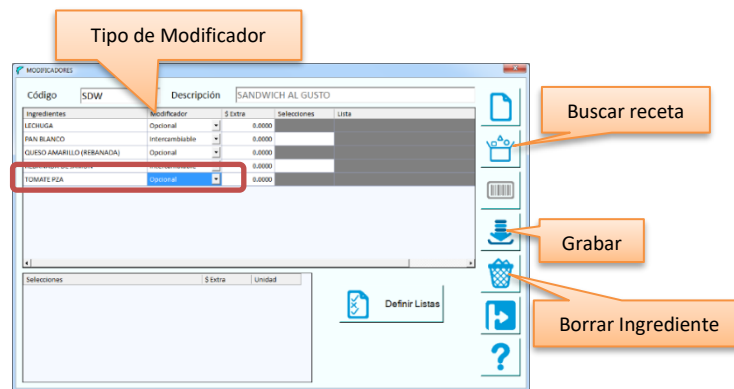 Tipo de Modificador
MODIFICADORES
Código SDW Descripción SANDWICH AL GUSTO
Buscar receta
Ingredientes Modificador $ Extra Selecciones Lista
LECHUGA Opcional 0.0000
PAN BLANCO Intercambiable 0.0000
QUESO AMARILLO (REBANADA) Opcional 0.0000
0.0000
TOMATE PZA Opcional 0.0000
Grabar
Selecciones $ Extra Unidad
Definir Listas
Borrar Ingrediente
?